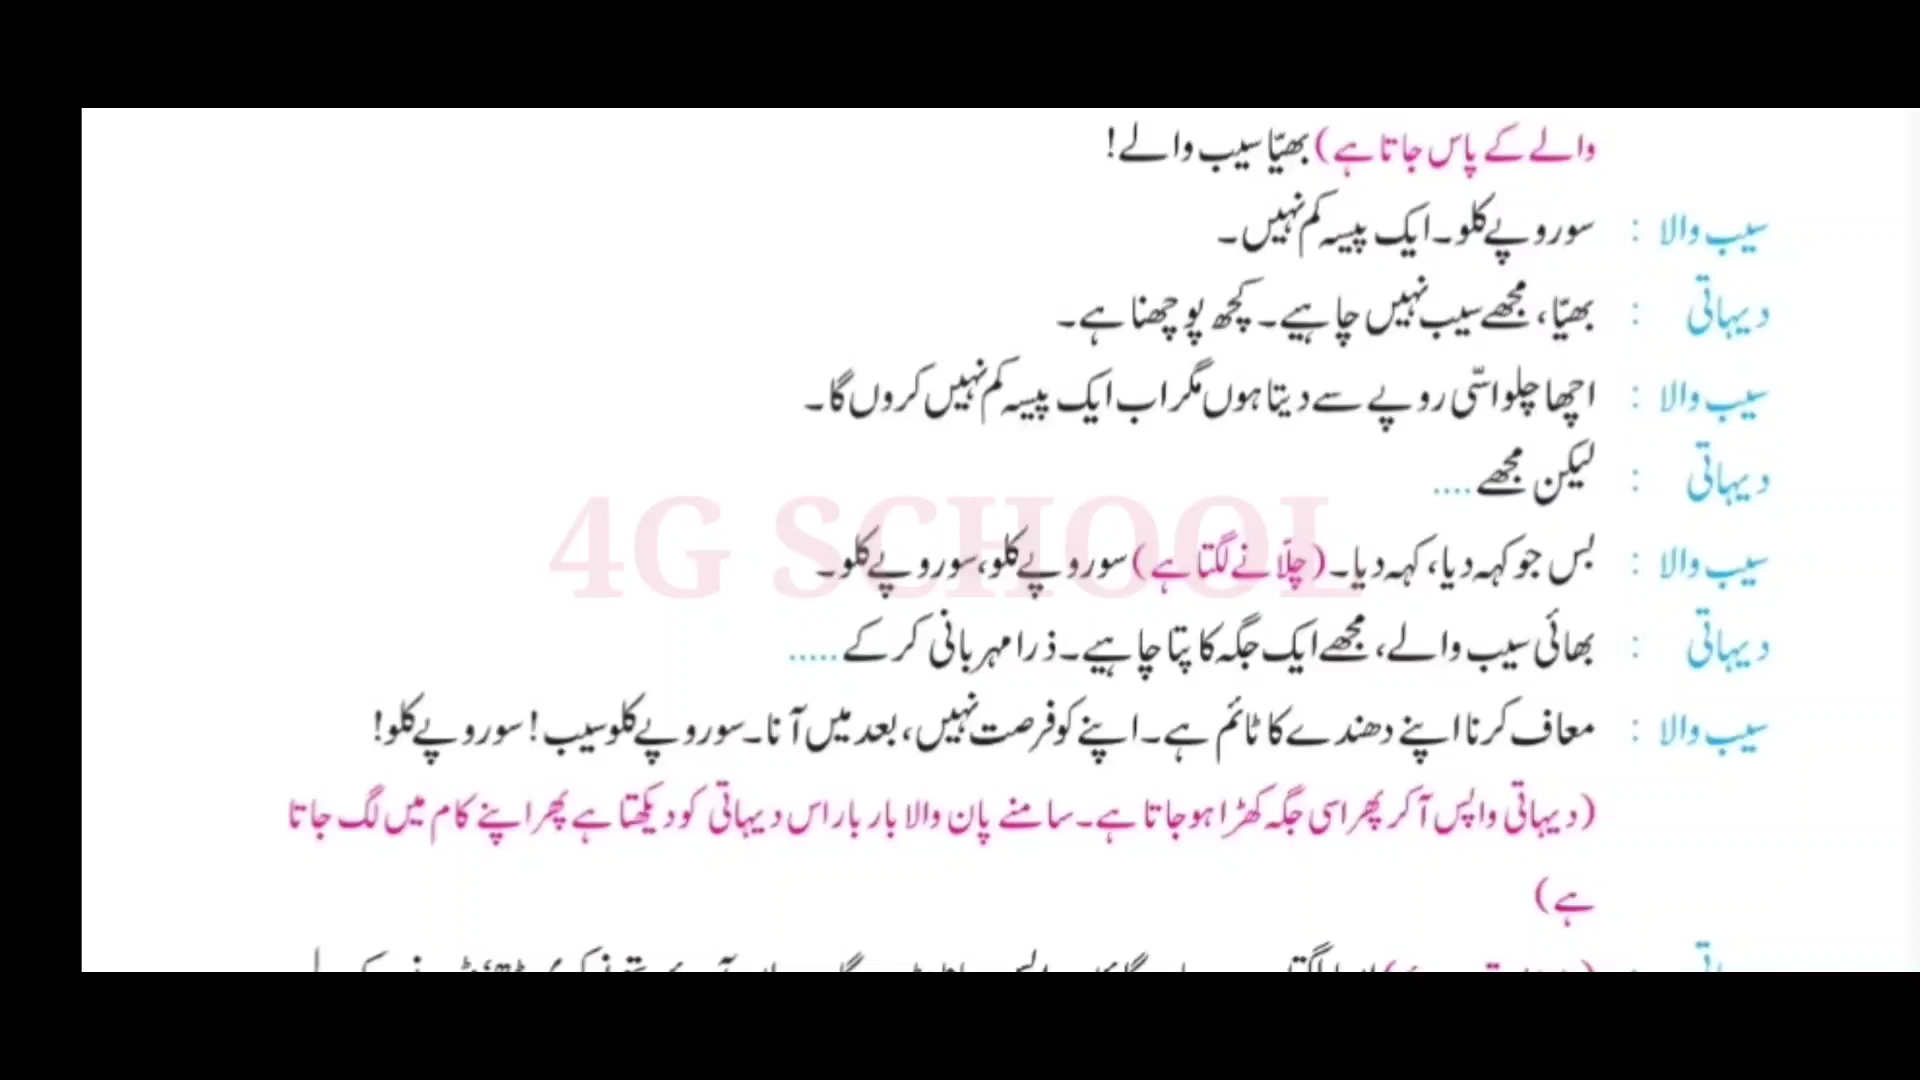 والے کے پاس جاتا ہے) بھیّا سیب والے!
سیب والا : سو روپے کلو۔ ایک پیسہ کم نہیں۔
دیہاتی : بھیّا، مجھے سیب نہیں چاہیے۔ کچھ پوچھنا ہے۔
سیب والا : اچھا چلو اسّی روپے سے دیتا ہوں مگر اب ایک پیسہ کم نہیں کروں گا۔
دیہاتی : لیکن مجھے ....
سیب والا : بس جو کہہ دیا، کہہ دیا۔ (چلّانے لگتا ہے) سو روپے کلو، سو روپے کلو۔
دیہاتی : بھائی سیب والے، مجھے ایک جگہ کا پتا چاہیے۔ ذرا مہربانی کر کے .....
سیب والا : معاف کرنا اپنے دھندے کا ٹائم ہے۔ اپنے کو فرصت نہیں، بعد میں آنا۔ سو روپے کلو سیب! سو روپے کلو!
(دیہاتی واپس آ کر پھر اسی جگہ کھڑا ہو جاتا ہے۔ سامنے پان والا بار بار اس دیہاتی کو دیکھتا ہے پھر اپنے کام میں لگ جاتا
ہے)
4G SCHOOL